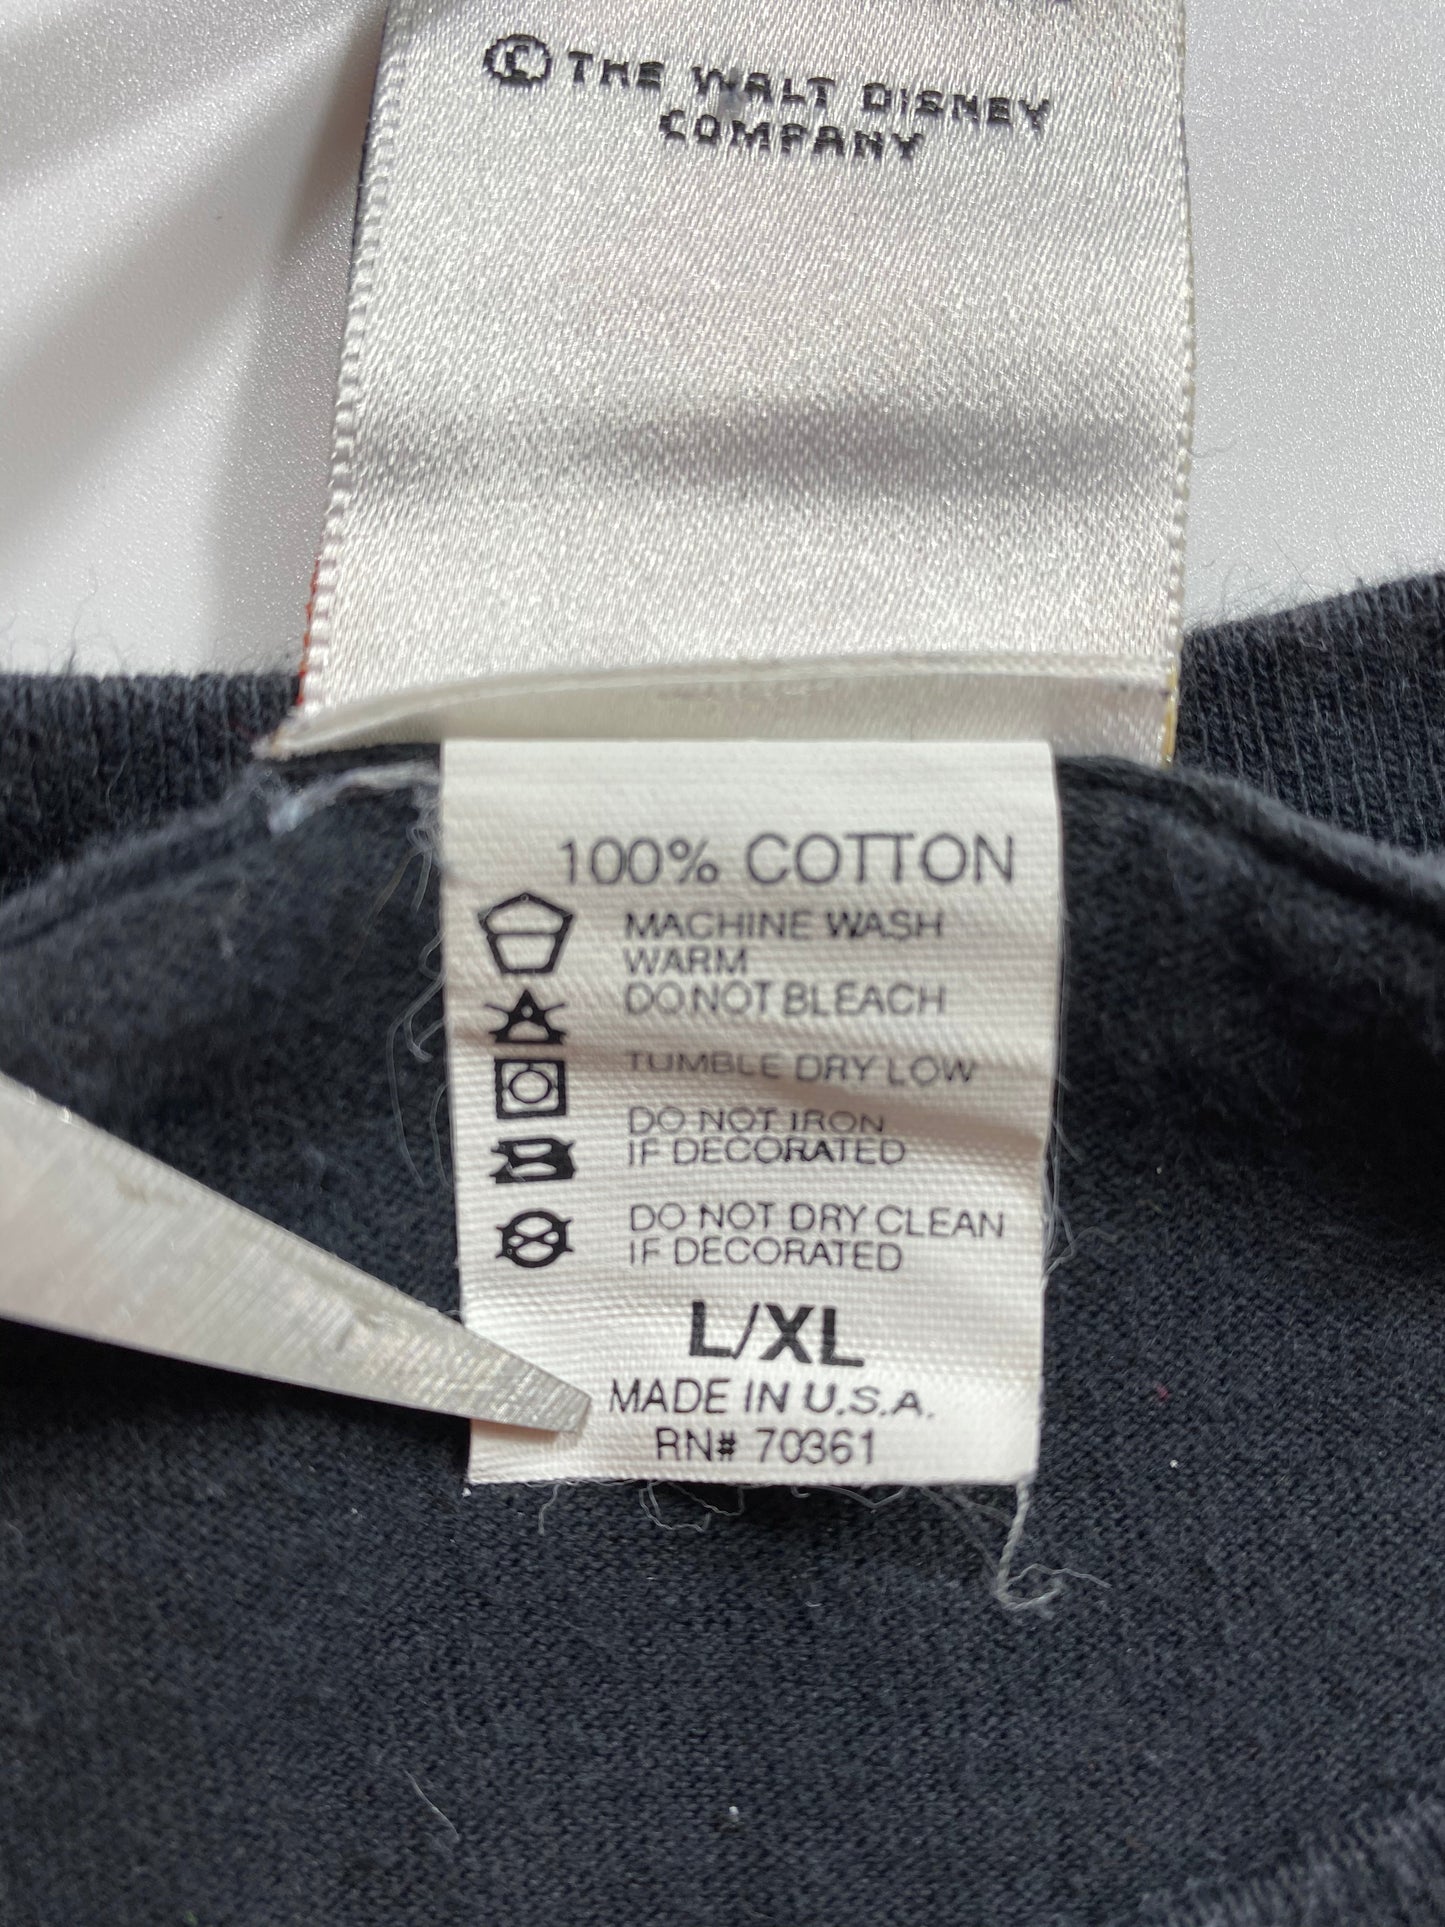 © THE WALT DISNEY
COMPANY
100% COTTON
MACHINE WASH
WARM
DO NOT BLEACH
TUMBLE DRY LOW
DO NOT IRON
IF DECORATED
DO NOT DRY CLEAN
IF DECORATED
L/XL
MADE IN U.S.A.
RN# 70361